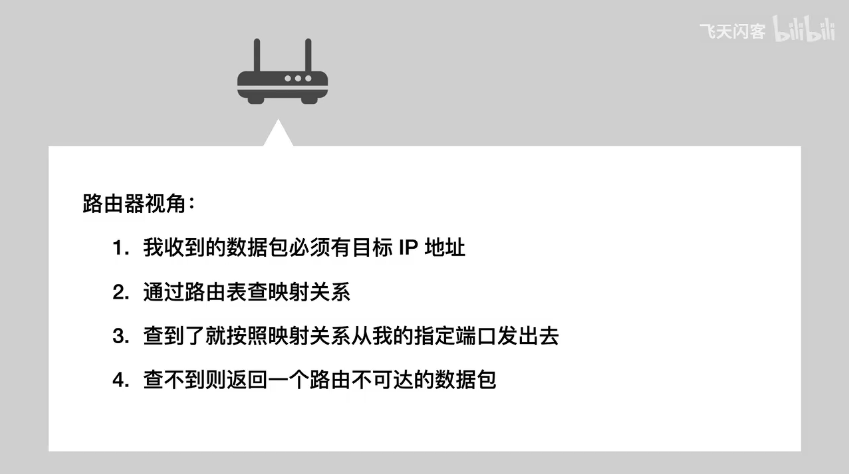 飞天闪客 bilibili
路由器视角：
1. 我收到的数据包必须有目标 IP 地址
2. 通过路由表查映射关系
3. 查到了就按照映射关系从我的指定端口发出去
4. 查不到则返回一个路由不可达的数据包